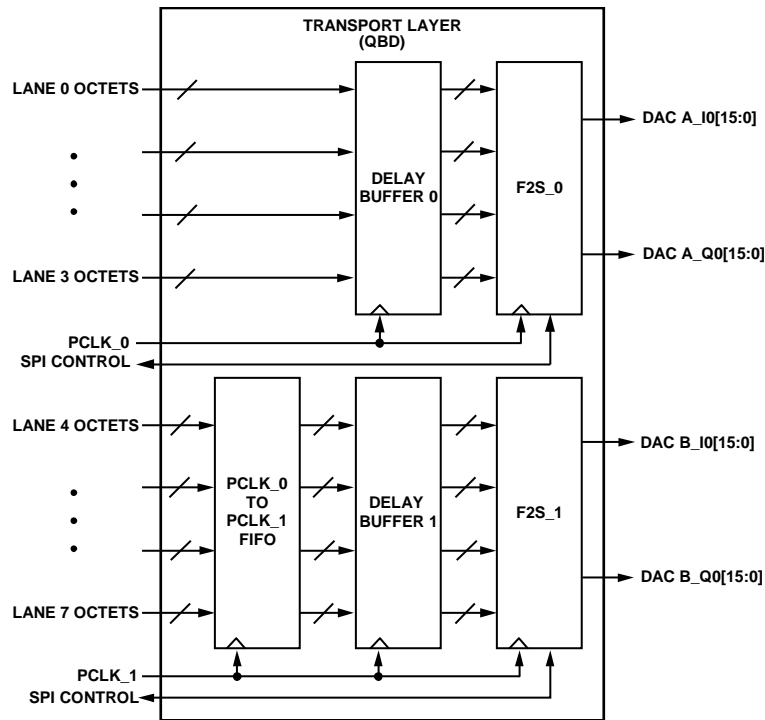 TRANSPORT LAYER
(QBD)
LANE 0 OCTETS
LANE 3 OCTETS
DELAY
BUFFER 0
F2S_0
DAC A_I0[15:0]
DAC A_Q0[15:0]
PCLK_0
SPI CONTROL
LANE 4 OCTETS
LANE 7 OCTETS
PCLK_0
TO
PCLK_1
FIFO
DELAY
BUFFER 1
F2S_1
DAC B_I0[15:0]
DAC B_Q0[15:0]
PCLK_1
SPI CONTROL